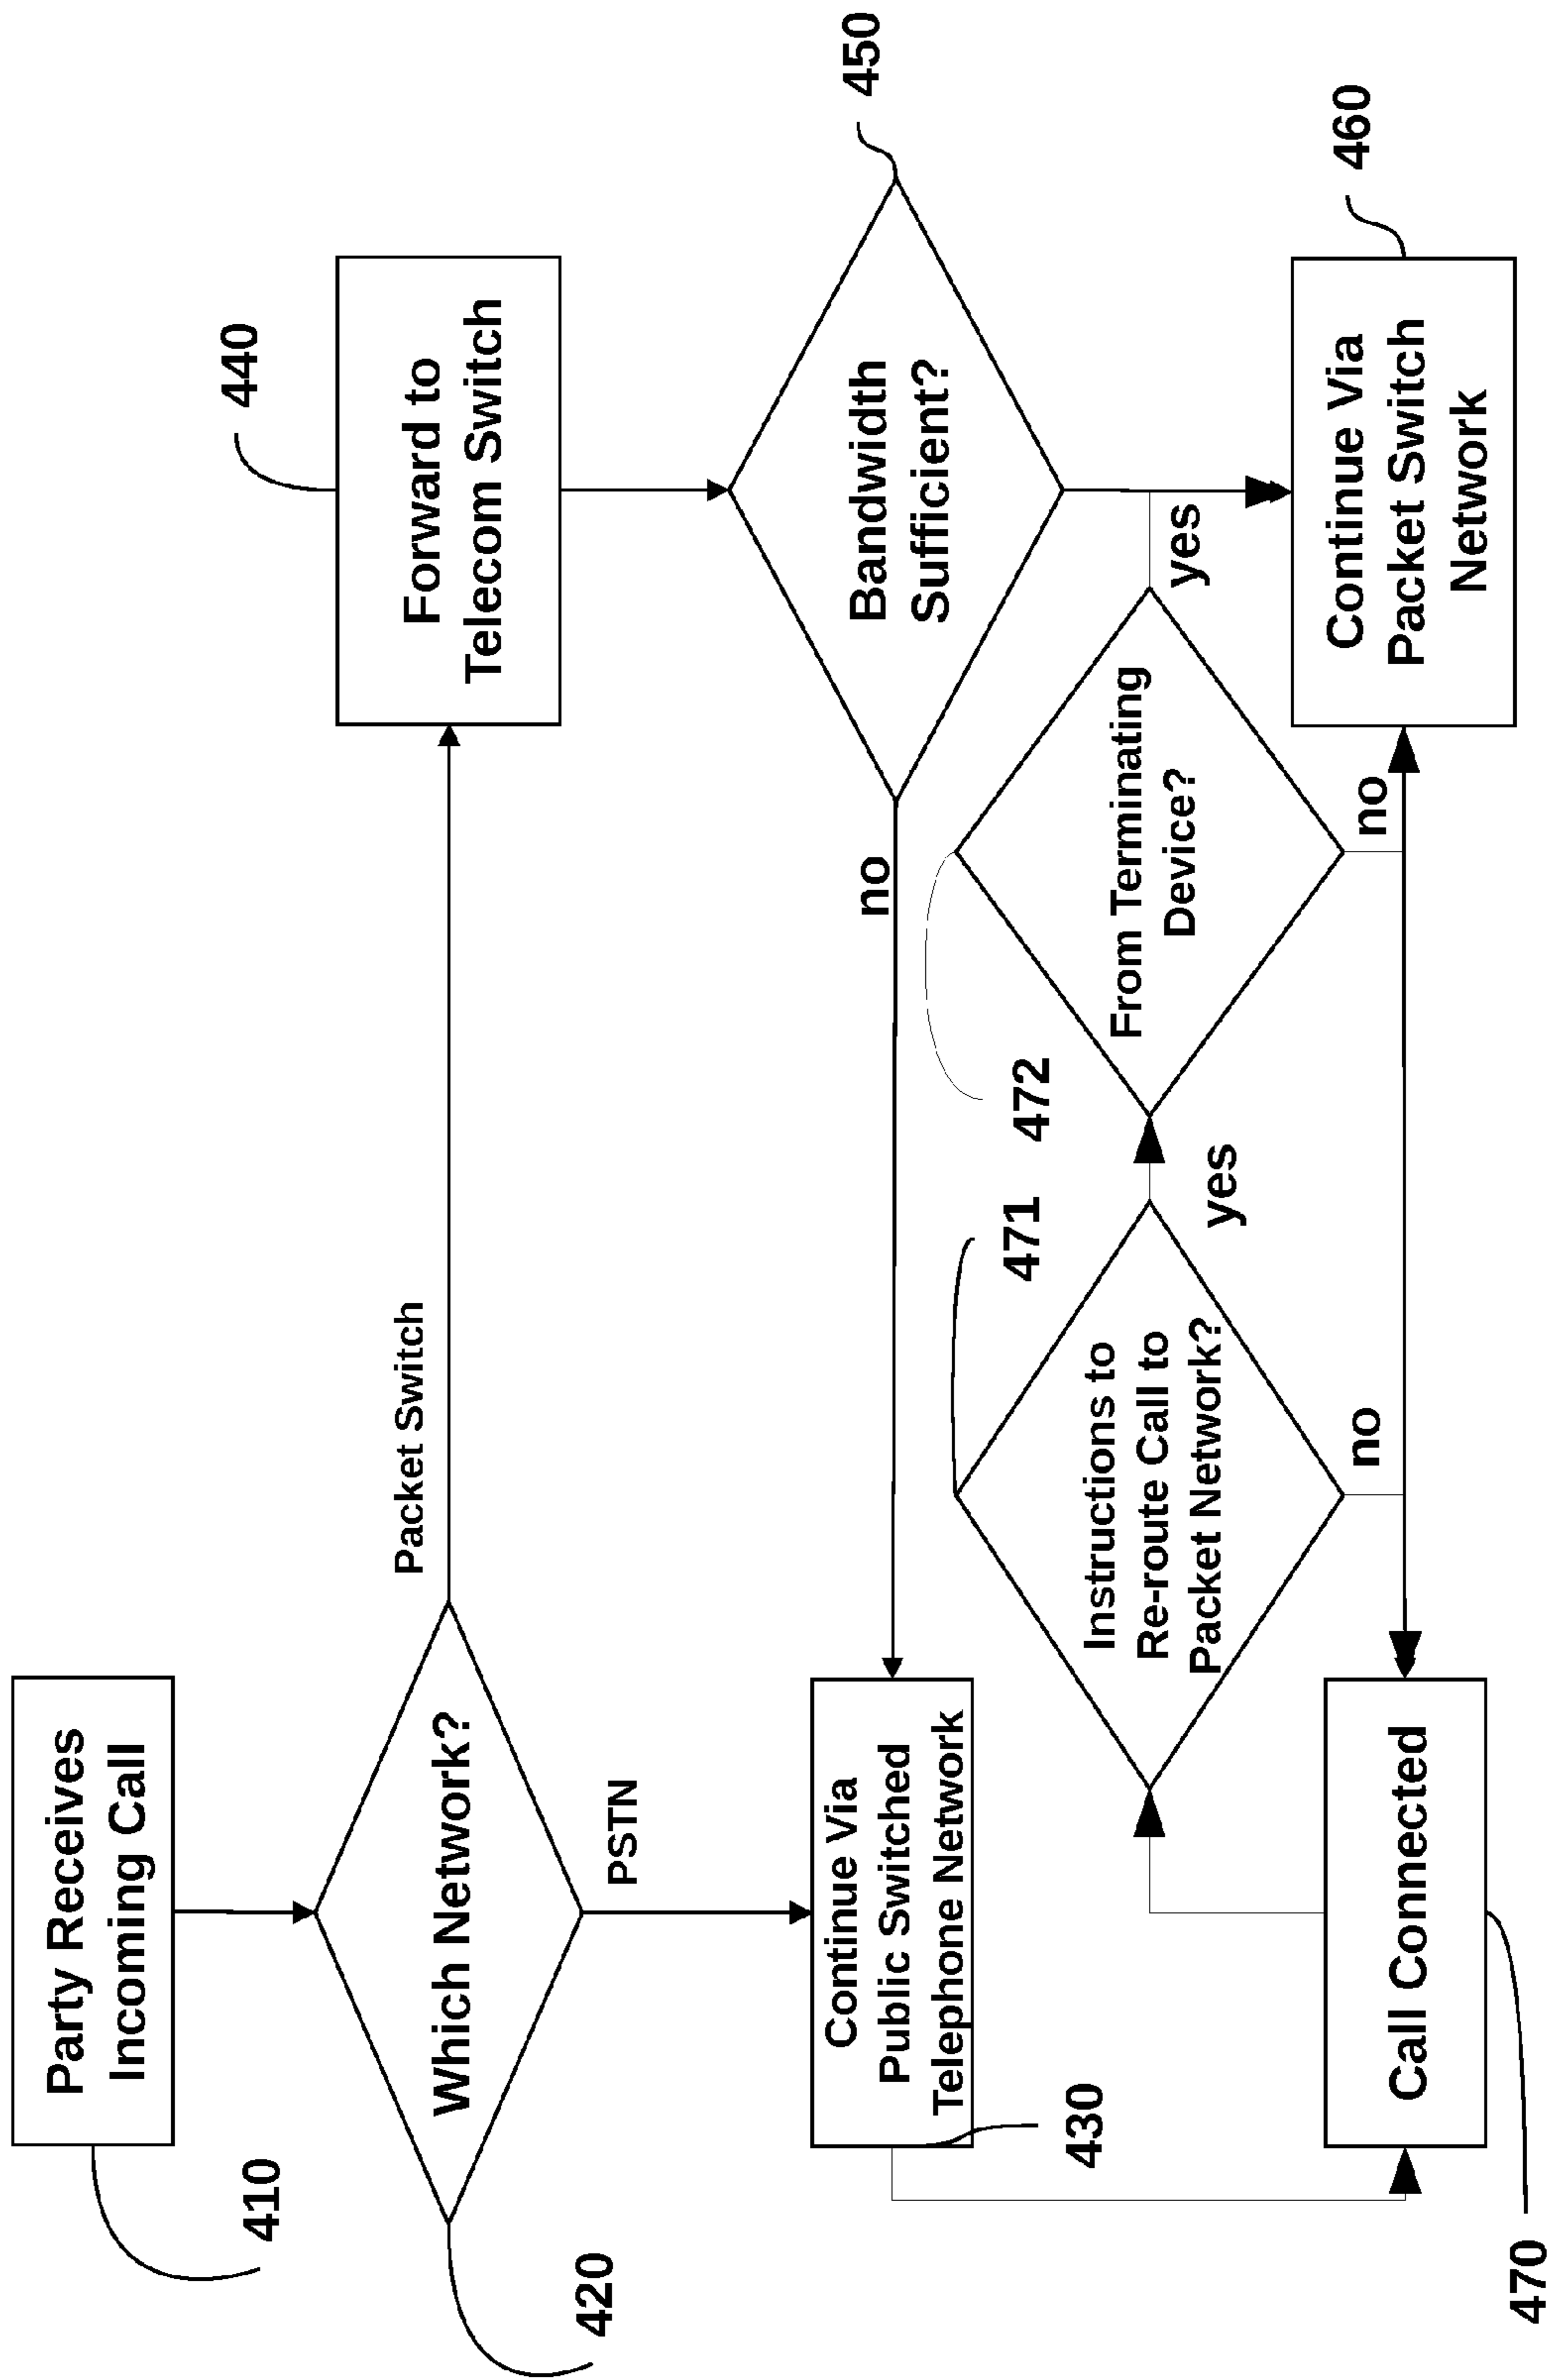 Party Receives
Incoming Call
410
Which Network?
420
Packet Switch
PSTN
Forward to
Telecom Switch
440
Continue Via
Public Switched
Telephone Network
430
no
Bandwidth
Sufficient?
450
Instructions to
Re-route Call to
Packet Network?
471
yes
no
From Terminating
Device?
472
yes
no
Call Connected
470
Continue Via
Packet Switch
Network
460